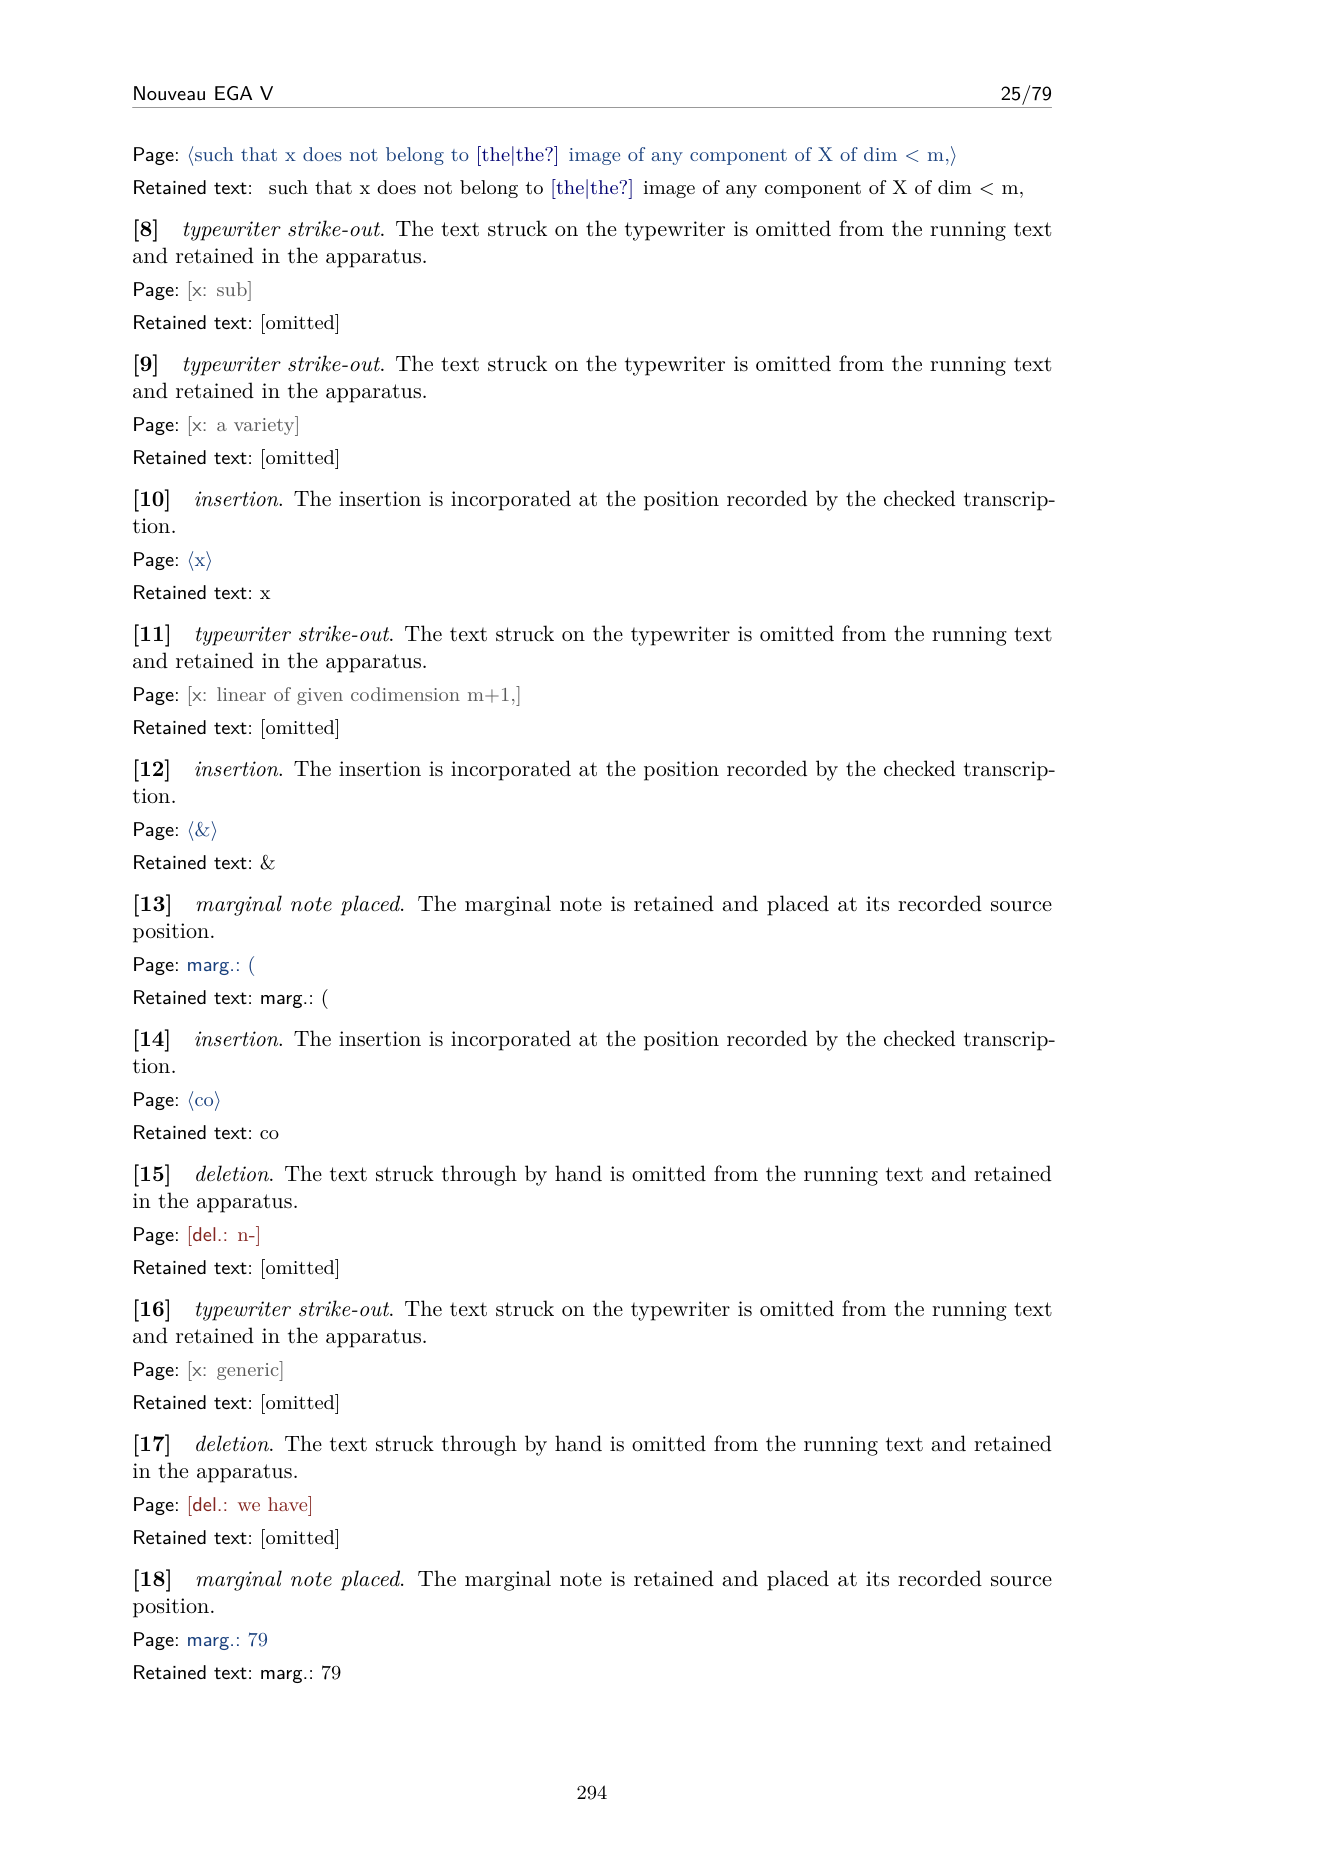 Nouveau EGA V 25/79
Page: ⟨such that x does not belong to [the|the?] image of any component of X of dim < m,⟩
Retained text: such that x does not belong to [the|the?] image of any component of X of dim < m,
[8] typewriter strike-out. The text struck on the typewriter is omitted from the running text
and retained in the apparatus.
Page: [x: sub]
Retained text: [omitted]
[9] typewriter strike-out. The text struck on the typewriter is omitted from the running text
and retained in the apparatus.
Page: [x: a variety]
Retained text: [omitted]
[10] insertion. The insertion is incorporated at the position recorded by the checked transcrip-
tion.
Page: ⟨x⟩
Retained text: x
[11] typewriter strike-out. The text struck on the typewriter is omitted from the running text
and retained in the apparatus.
Page: [x: linear of given codimension m+1,]
Retained text: [omitted]
[12] insertion. The insertion is incorporated at the position recorded by the checked transcrip-
tion.
Page: ⟨&⟩
Retained text: &
[13] marginal note placed. The marginal note is retained and placed at its recorded source
position.
Page: marg.: (
Retained text: marg.: (
[14] insertion. The insertion is incorporated at the position recorded by the checked transcrip-
tion.
Page: ⟨co⟩
Retained text: co
[15] deletion. The text struck through by hand is omitted from the running text and retained
in the apparatus.
Page: [del.: n-]
Retained text: [omitted]
[16] typewriter strike-out. The text struck on the typewriter is omitted from the running text
and retained in the apparatus.
Page: [x: generic]
Retained text: [omitted]
[17] deletion. The text struck through by hand is omitted from the running text and retained
in the apparatus.
Page: [del.: we have]
Retained text: [omitted]
[18] marginal note placed. The marginal note is retained and placed at its recorded source
position.
Page: marg.: 79
Retained text: marg.: 79
294